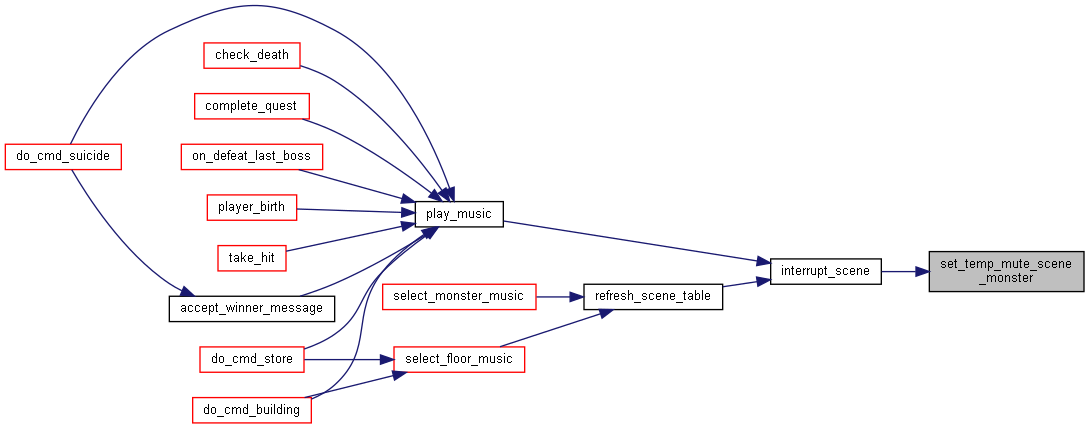 check_death
complete_quest
do_cmd_suicide
on_defeat_last_boss
player_birth
play_music
take_hit
set_temp_mute_scene
_monster
interrupt_scene
select_monster_music
refresh_scene_table
accept_winner_message
do_cmd_store
select_floor_music
do_cmd_building